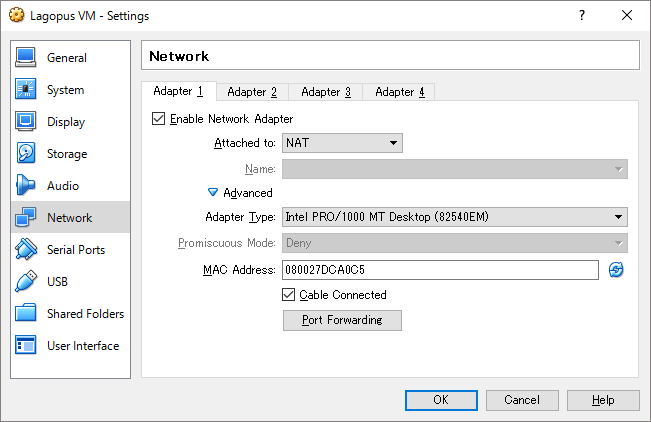 Lagopus VM - Settings
General
System
Display
Storage
Audio
Network
Serial Ports
USB
Shared Folders
User Interface
Network
Adapter 1 Adapter 2 Adapter 3 Adapter 4
Enable Network Adapter
Attached to: NAT
Name:
Advanced
Adapter Type: Intel PRO/1000 MT Desktop (82540EM)
Promiscuous Mode: Deny
MAC Address: 080027DCA0C5
Cable Connected
Port Forwarding
OK Cancel Help